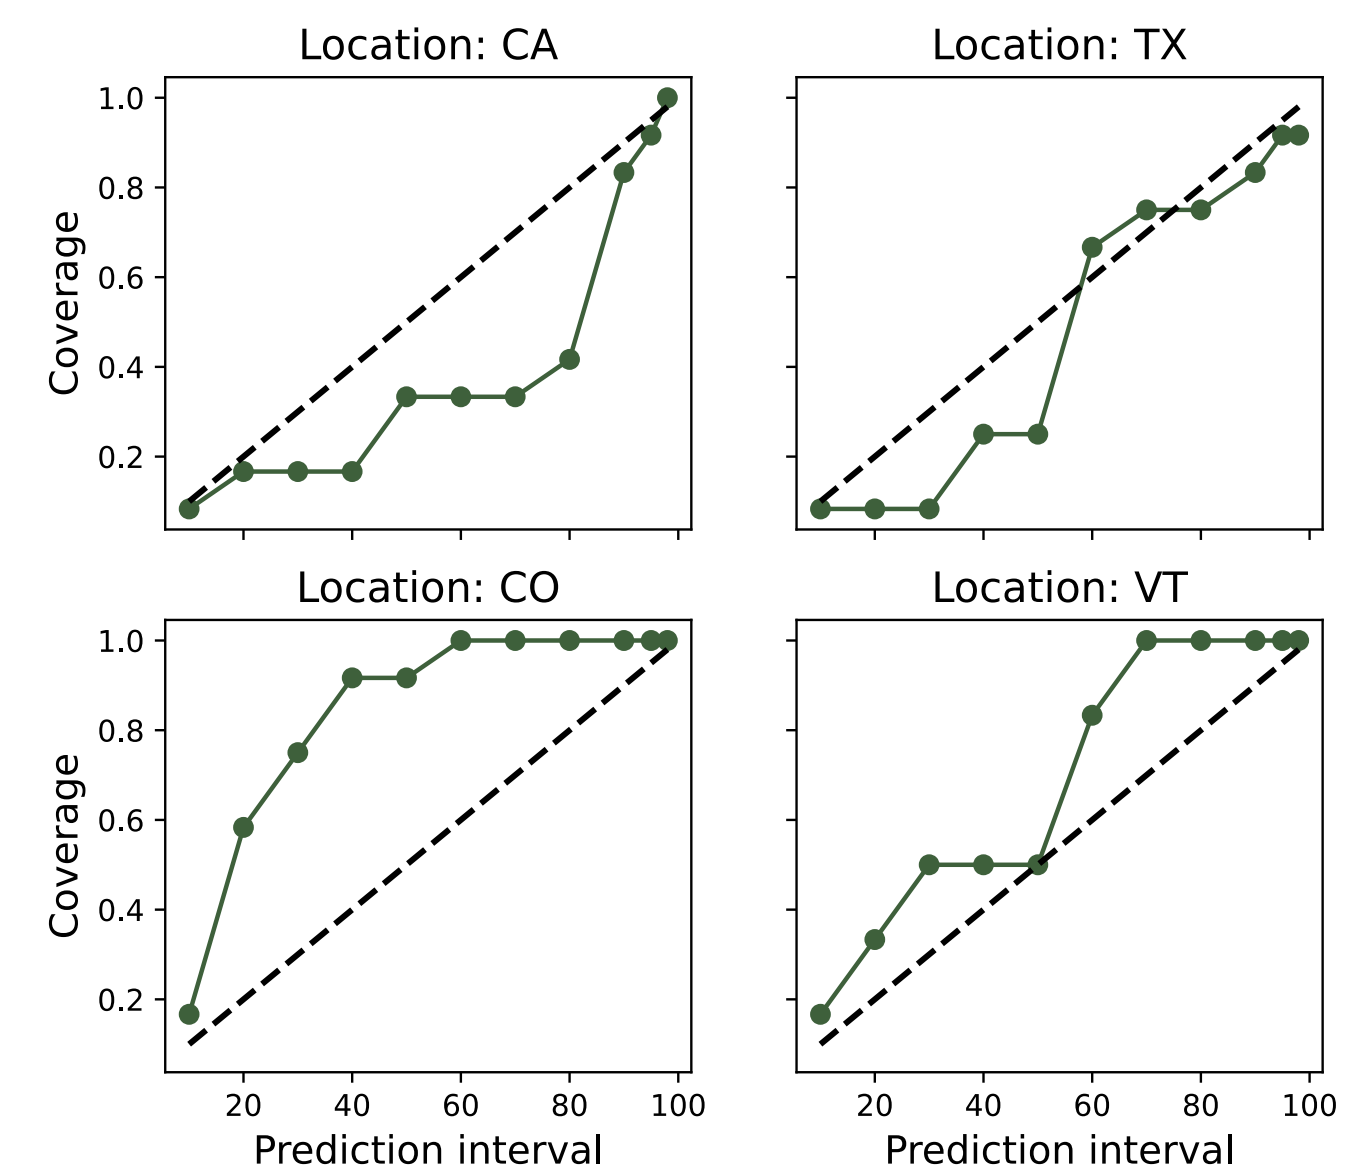 Location: CA
Location: TX
1.0
0.8
0.6
0.4
0.2
Coverage
Location: CO
Location: VT
1.0
0.8
0.6
0.4
0.2
Coverage
20 40 60 80 100
20 40 60 80 100
Prediction interval
Prediction interval